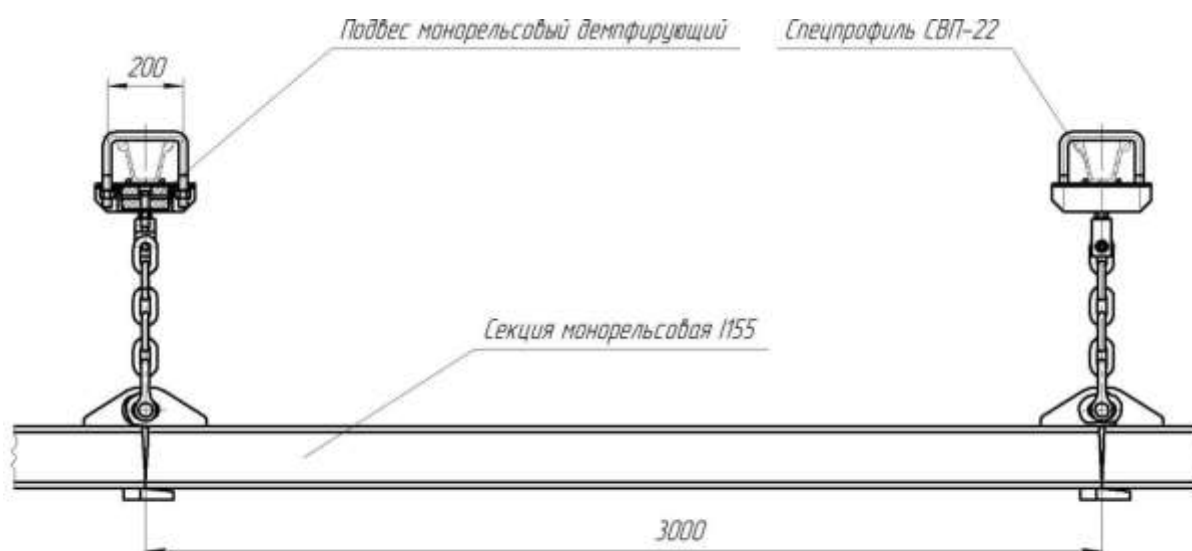 Подвес монорельсовый демпфирующий
Спецпрофиль СВП-22
200
Секция монорельсовая I155
3000